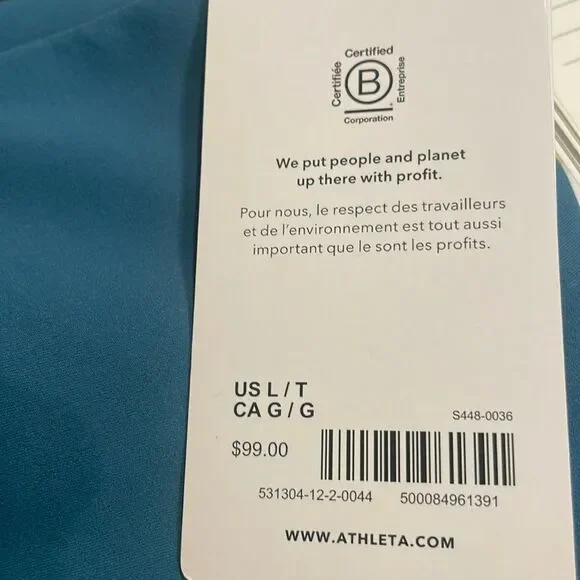 Certified
Certifiée
B
®
Entreprise
Corporation
We put people and planet
up there with profit.
Pour nous, le respect des travailleurs
et de l'environnement est tout aussi
important que le sont les profits.
US L / T
CA G / G
S448-0036
$99.00
531304-12-2-0044 500084961391
WWW.ATHLETA.COM